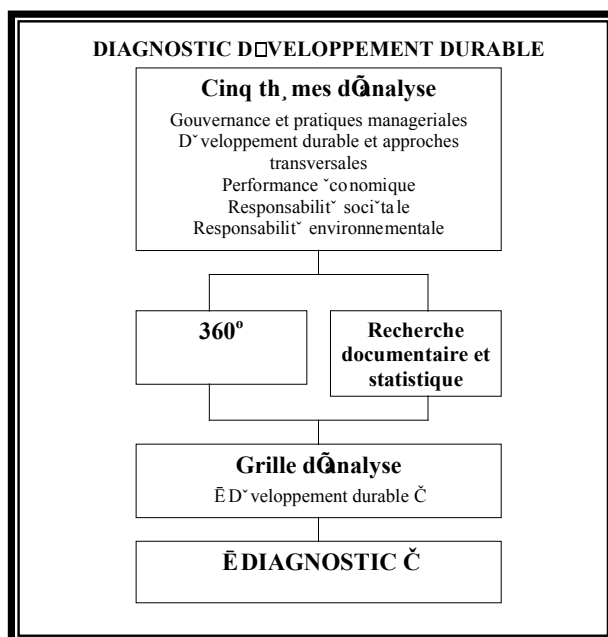 DIAGNOSTIC D□VELOPPEMENT DURABLE
Cinq th¸mes dÕanalyse
Gouvernance et pratiques manageriales
Dˇveloppement durable et approches
transversales
Performance ˇconomique
Responsabilitˇ sociˇtale
Responsabilitˇ environnementale
360°
Recherche
documentaire et
statistique
Grille dÕanalyse
Ē Dˇveloppement durable Č
Ē DIAGNOSTIC Č